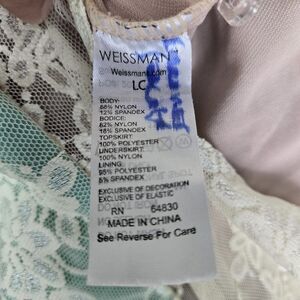 WEISSMAN™
Weissmans.com
LC
BODY:
88% NYLON
12% SPANDEX
BODICE:
82% NYLON
18% SPANDEX
TOPSKIRT:
100% POLYESTER
UNDERSKIRT:
100% NYLON
LINING:
95% POLYESTER
5% SPANDEX
EXCLUSIVE OF DECORATION
EXCLUSIVE OF ELASTIC
RN 64830
MADE IN CHINA
See Reverse For Care